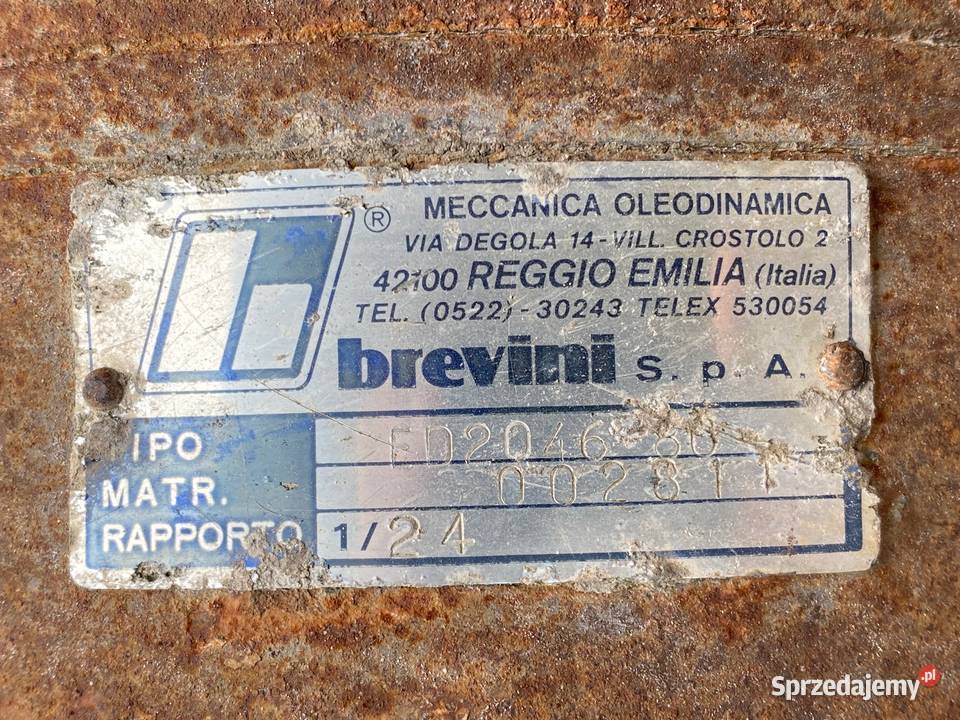 ®
MECCANICA OLEODINAMICA
VIA DEGOLA 14 - VILL. CROSTOLO 2
42100 REGGIO EMILIA (Italia)
TEL. (0522) - 30243 TELEX 530054
brevini S. p. A.
IPO
MATR.
RAPPORTO 1/24
Sprzedajemy.pl